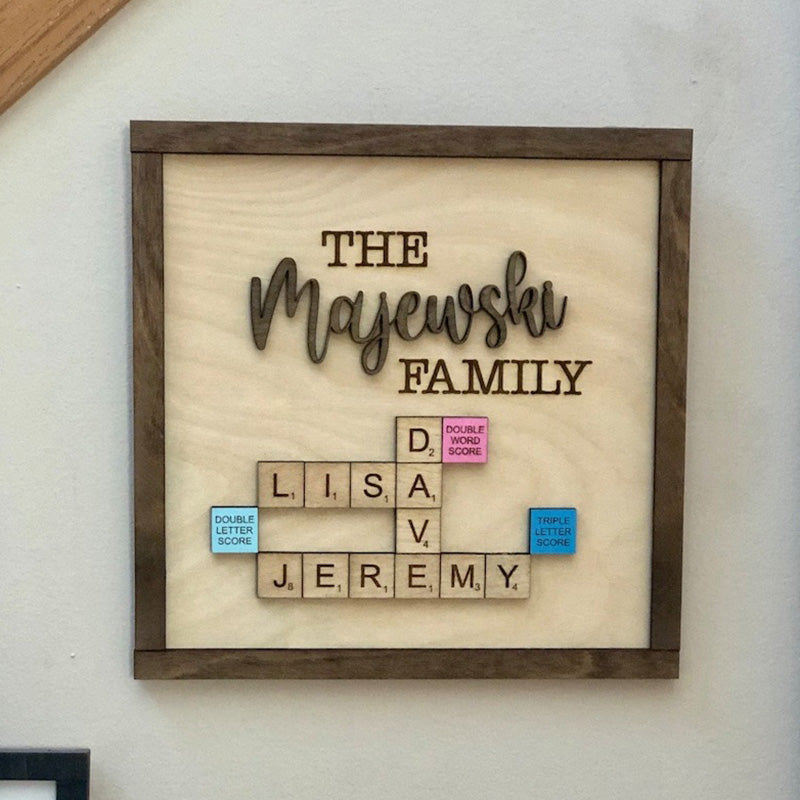 THE
Majewski
FAMILY
D2
DOUBLE
WORD
SCORE
L1 I1 S1 A1
DOUBLE
LETTER
SCORE
V4
TRIPLE
LETTER
SCORE
J8 E1 R1 E1 M3 Y4